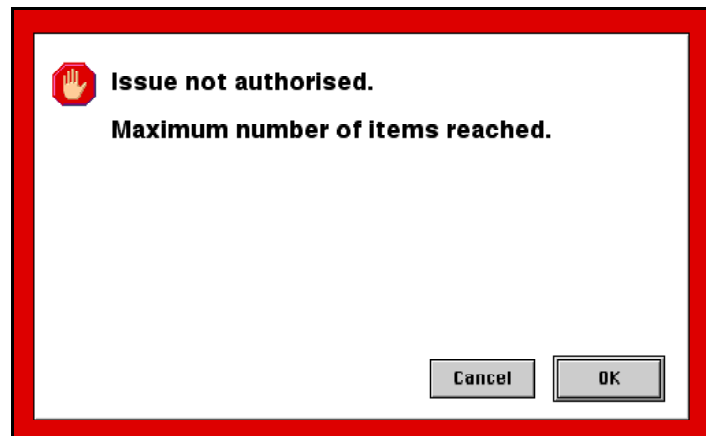 Issue not authorised.
Maximum number of items reached.
Cancel OK